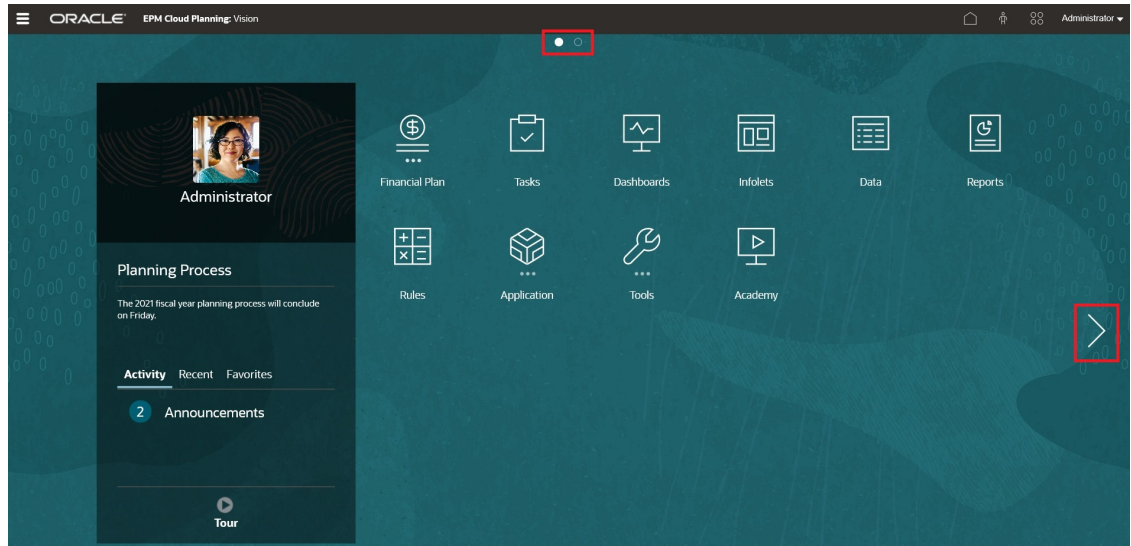 ORACLE® EPM Cloud Planning: Vision Administrator
Administrator
Planning Process
The 2021 fiscal year planning process will conclude
on Friday.
Activity Recent Favorites
2 Announcements
Tour
Financial Plan Tasks Dashboards Infolets Data Reports
Rules Application Tools Academy